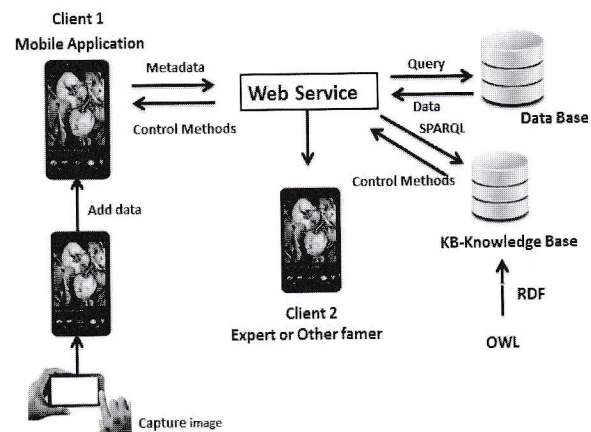 Client 1
Mobile Application
Metadata
Control Methods
Web Service
Query
Data
Data Base
SPARQL
Control Methods
KB-Knowledge Base
RDF
OWL
Add data
Client 2
Expert or Other famer
Capture image